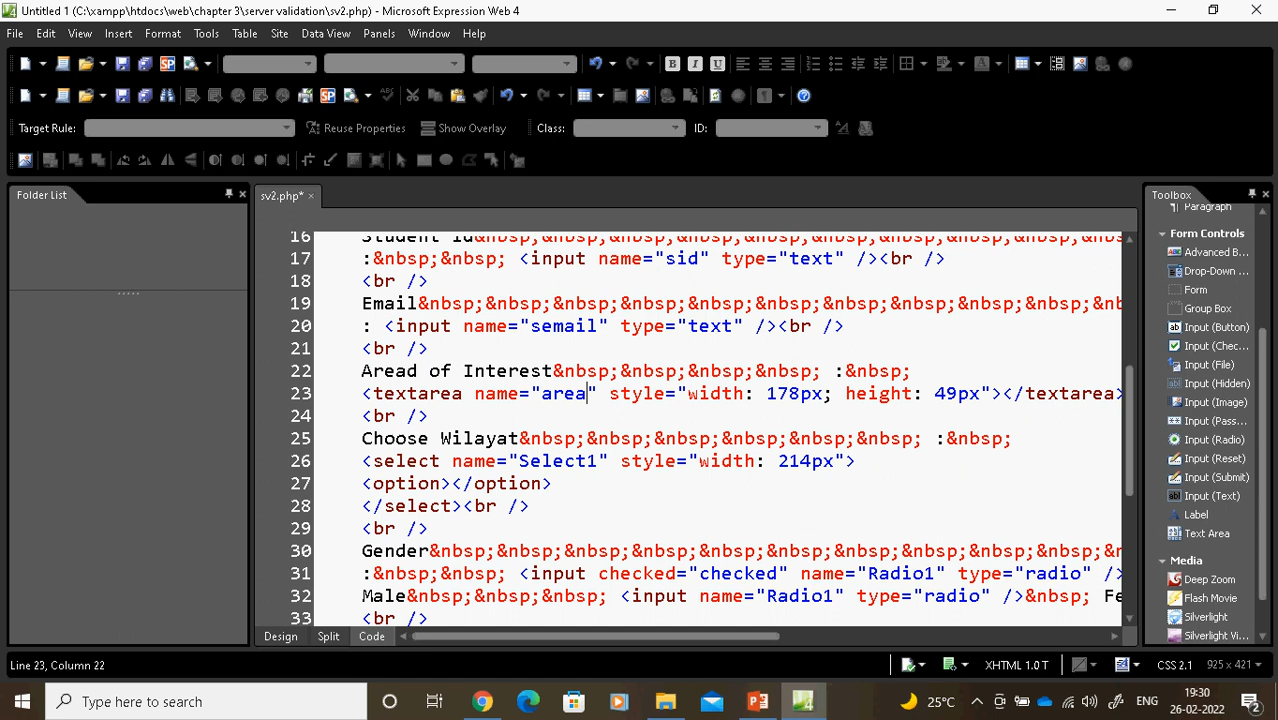 Untitled 1 (C:\xampp\htdocs\web\chapter 3\server validation\sv2.php) - Microsoft Expression Web 4
File Edit View Insert Format Tools Table Site Data View Panels Window Help
Target Rule: Reuse Properties Show Overlay Class: ID:
Folder List
sv2.php*
Toolbox
16 Student Id&nbsp;&nbsp;&nbsp;&nbsp;&nbsp;&nbsp;&nbsp;&nbsp;&nbsp;&nbs
17 :&nbsp;&nbsp; <input name="sid" type="text" /><br />
18 <br />
19 Email&nbsp;&nbsp;&nbsp;&nbsp;&nbsp;&nbsp;&nbsp;&nbsp;&nbsp;&nbsp;&nb
20 : <input name="semail" type="text" /><br />
21 <br />
22 Aread of Interest&nbsp;&nbsp;&nbsp;&nbsp; :&nbsp;
23 <textarea name="area" style="width: 178px; height: 49px"></textarea>
24 <br />
25 Choose Wilayat&nbsp;&nbsp;&nbsp;&nbsp;&nbsp;&nbsp; :&nbsp;
26 <select name="Select1" style="width: 214px">
27 <option></option>
28 </select><br />
29 <br />
30 Gender&nbsp;&nbsp;&nbsp;&nbsp;&nbsp;&nbsp;&nbsp;&nbsp;&nbsp;&nbsp;&n
31 :&nbsp;&nbsp; <input checked="checked" name="Radio1" type="radio" />
32 Male&nbsp;&nbsp;&nbsp; <input name="Radio1" type="radio" />&nbsp; Fe
33 <br />
Paragraph
Form Controls
Advanced B...
Drop-Down ...
Form
Group Box
Input (Button)
Input (Chec...
Input (File)
Input (Hidden)
Input (Image)
Input (Pass...
Input (Radio)
Input (Reset)
Input (Submit)
Input (Text)
Label
Text Area
Media
Deep Zoom
Flash Movie
Silverlight
Silverlight Vi...
Design Split Code
Line 23, Column 22
XHTML 1.0 T CSS 2.1 925 x 421
Type here to search
25°C ENG
19:30
26-02-2022
2